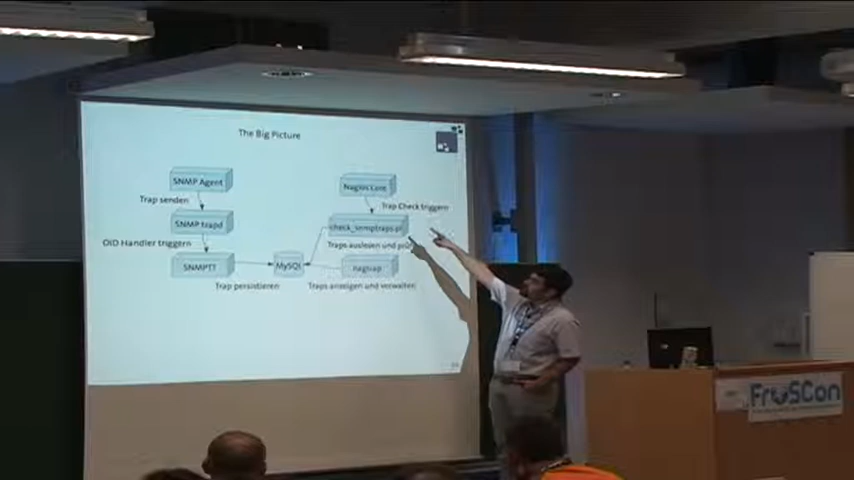 The Big Picture
SNMP Agent
Nagios Core
Trap senden
Trap Check triggern
SNMP trapd
check_snmptraps.pl
OID Handler triggern
Traps auslesen und prüf
SNMPTT
MySQL
nagtrap
Trap persistieren
Traps anzeigen und verwalten
FrOSCon